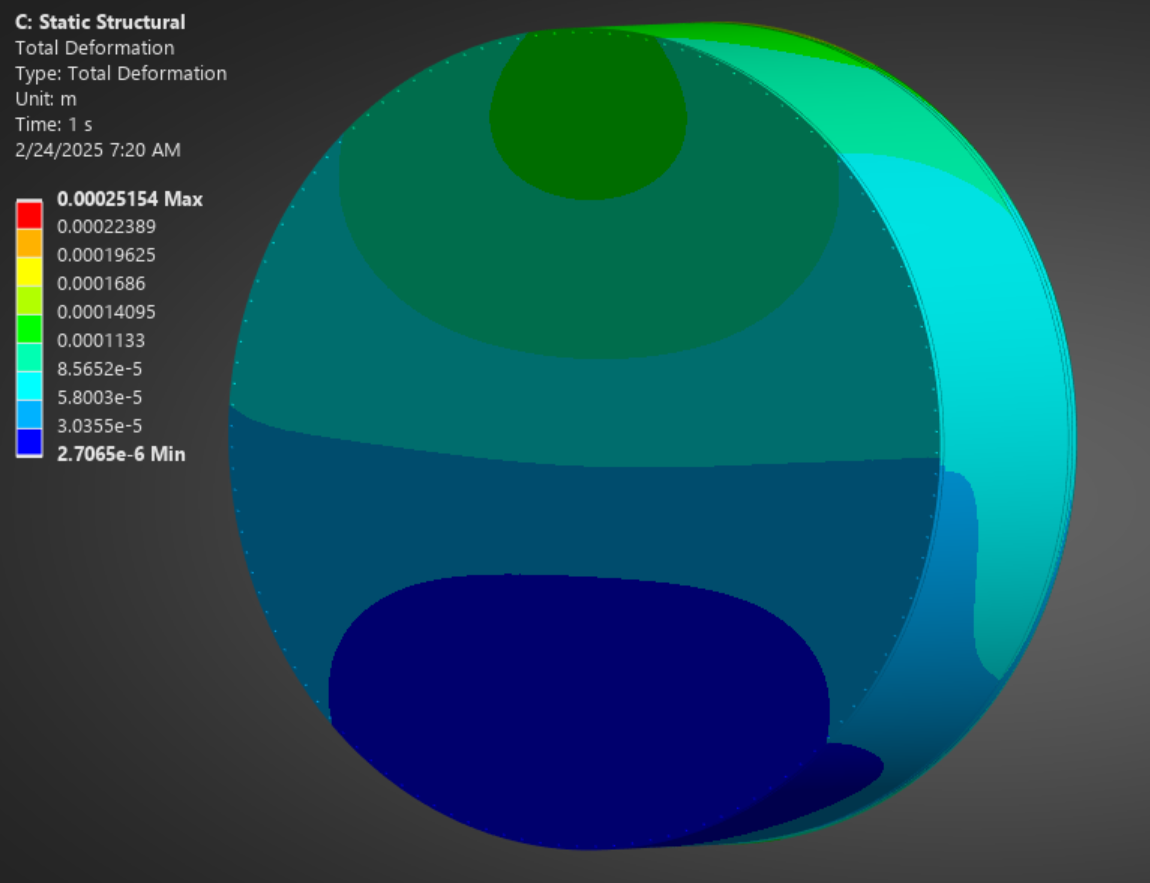 C: Static Structural
Total Deformation
Type: Total Deformation
Unit: m
Time: 1 s
2/24/2025 7:20 AM
0.00025154 Max
0.00022389
0.00019625
0.0001686
0.00014095
0.0001133
8.5652e-5
5.8003e-5
3.0355e-5
2.7065e-6 Min